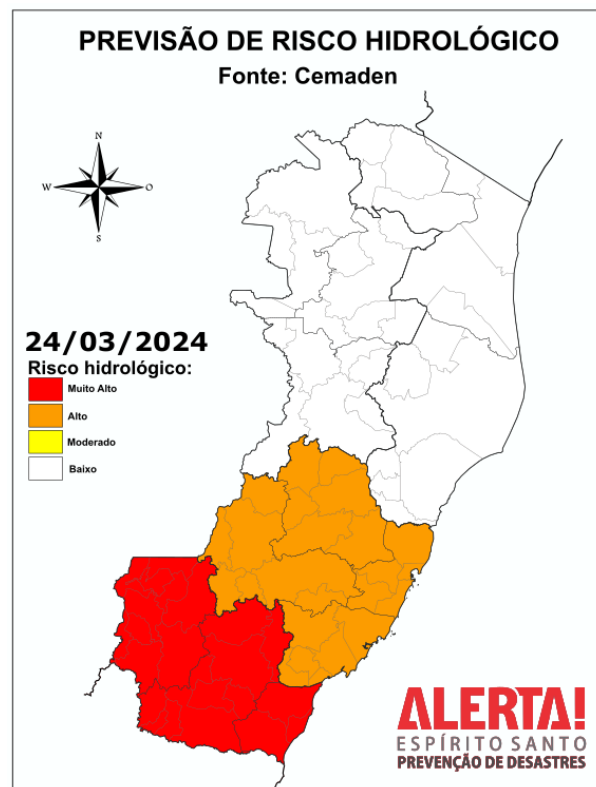 PREVISÃO DE RISCO HIDROLÓGICO
Fonte: Cemaden
N
W
O
S
24/03/2024
Risco hidrológico:
Muito Alto
Alto
Moderado
Baixo
ALERTA!
ESPÍRITO SANTO
PREVENÇÃO DE DESASTRES